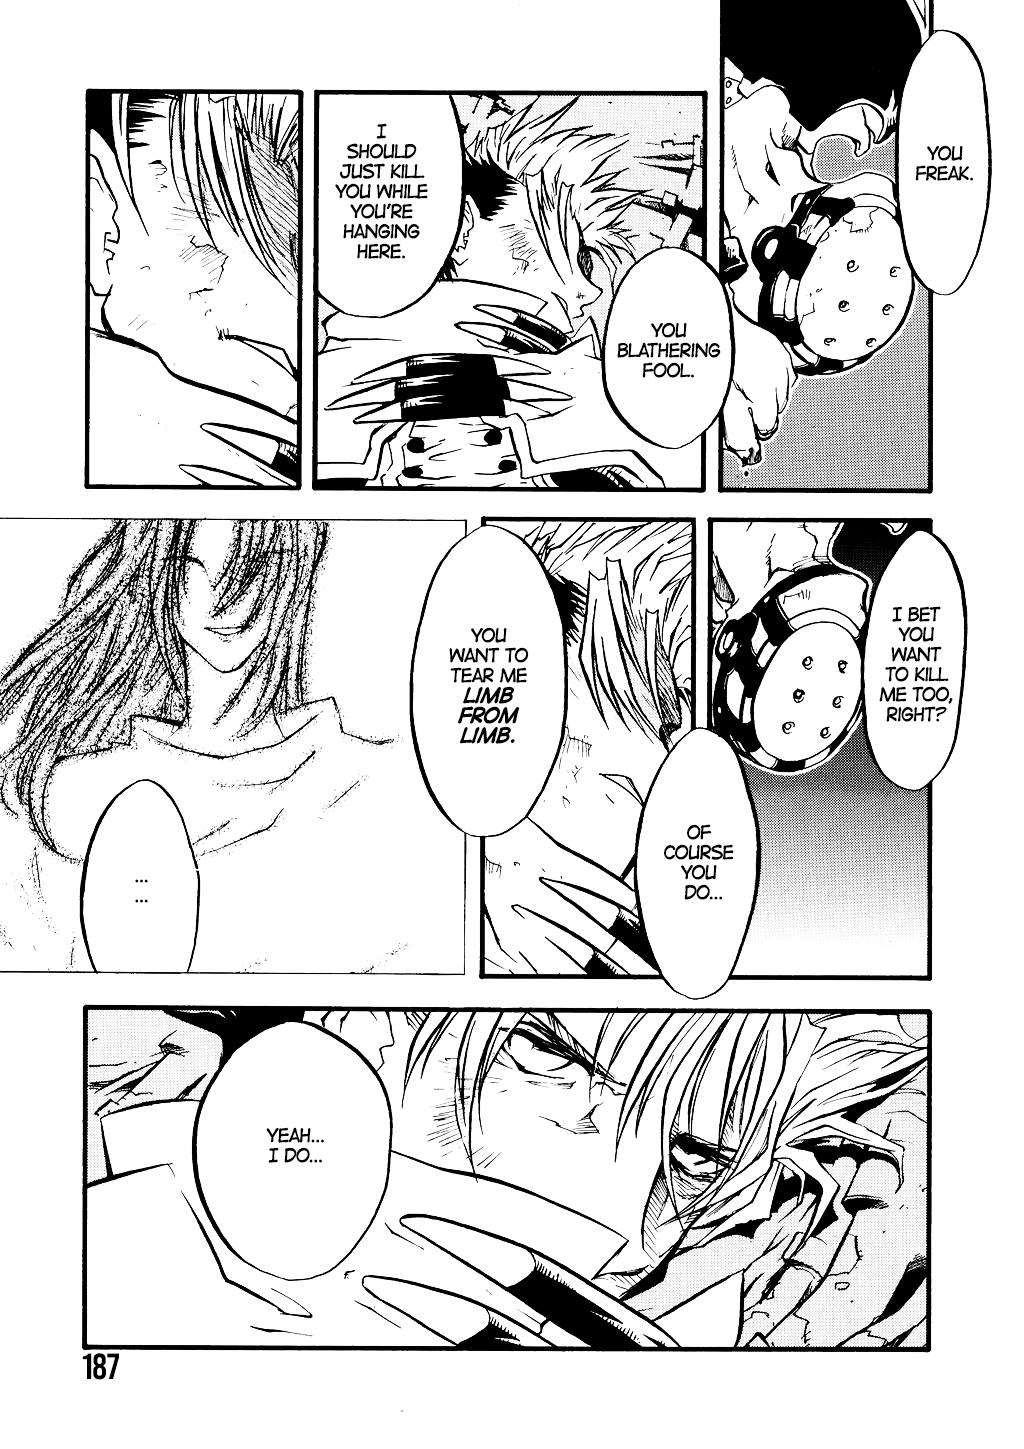 YOU
FREAK.
YOU
BLATHERING
FOOL.
I
SHOULD
JUST KILL
YOU WHILE
YOU'RE
HANGING
HERE.
I BET
YOU
WANT
TO KILL
ME TOO,
RIGHT?
OF
COURSE
YOU
DO...
YOU
WANT TO
TEAR ME
LIMB
FROM
LIMB.
...
...
YEAH...
I DO...
187